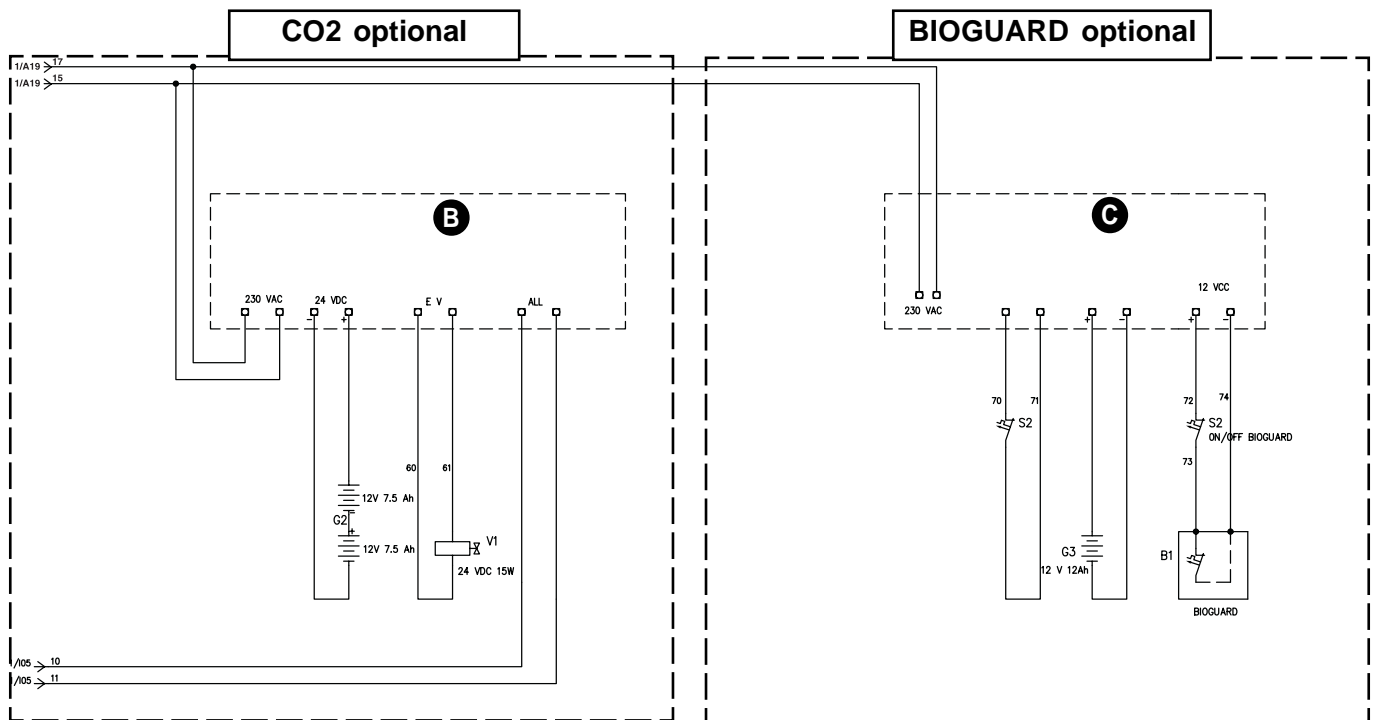 CO2 optional
BIOGUARD optional
1/A19 17
1/A19 15
B
C
230 VAC
24 VDC
E V
ALL
- +
230 VAC
12 VCC
+ -
+ -
70
71
72
74
S2
S2
ON/OFF BIOGUARD
73
60
61
12V 7.5 Ah
-
G2
+
12V 7.5 Ah
V1
24 VDC 15W
G3
12 V 12Ah
B1
BIOGUARD
/I05 10
/I05 11